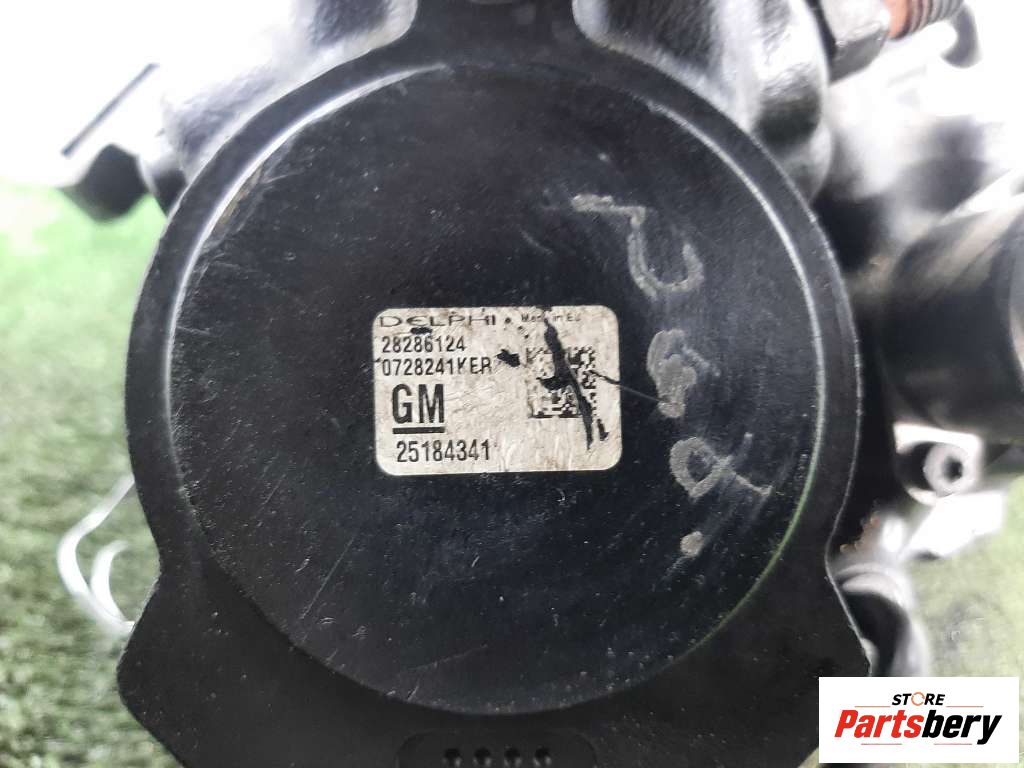 DELPHI
28286124
0728241KER
GM
25184341
STORE
Partsbery